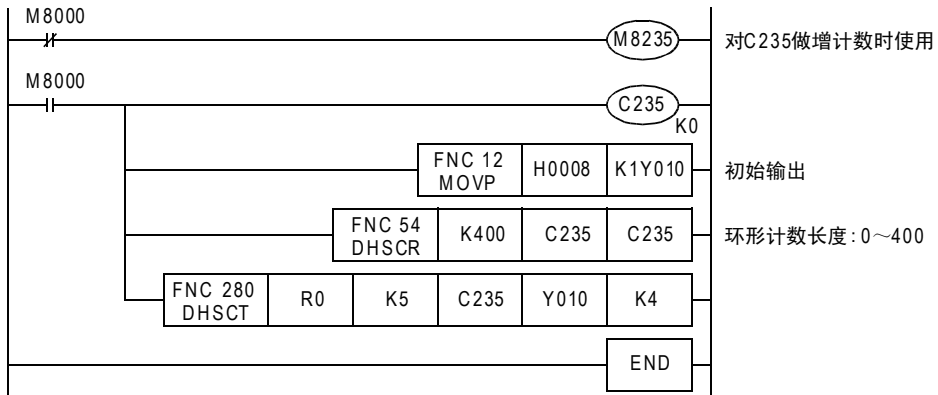 M8000
M8235 对C235做增计数时使用
M8000
C235
K0
FNC 12 MOVP H0008 K1Y010 初始输出
FNC 54 DHSCR K400 C235 C235 环形计数长度:0～400
FNC 280 DHSCT R0 K5 C235 Y010 K4
END